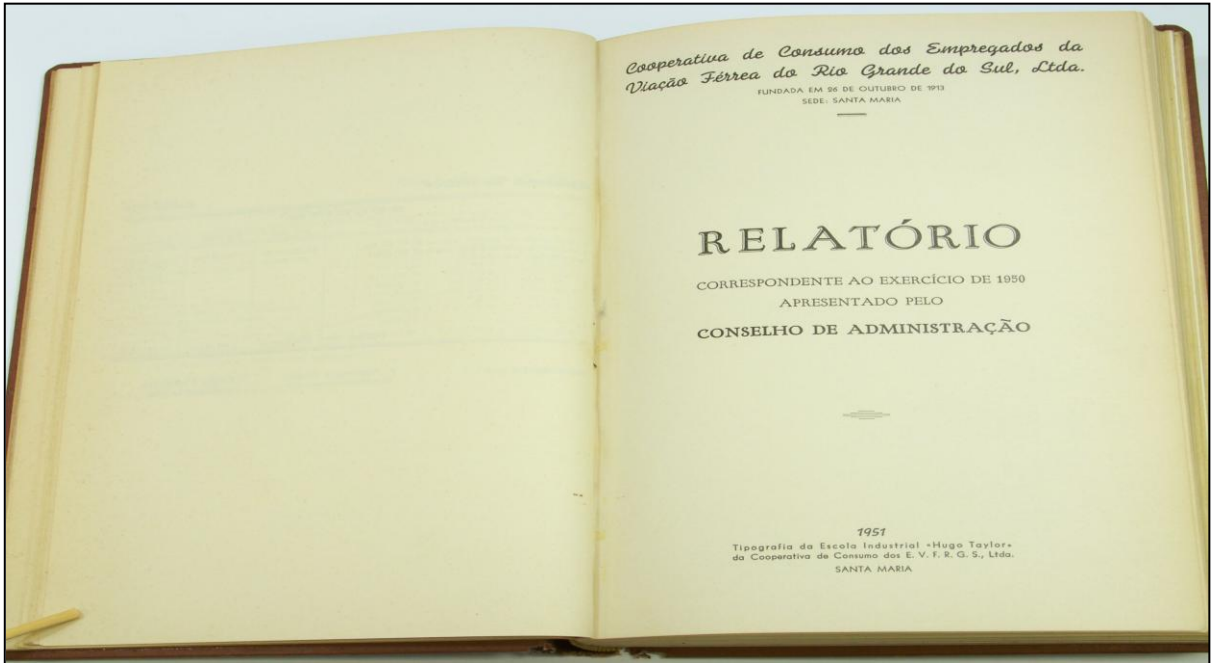 Cooperativa de Consumo dos Empregados da
Viação Férrea do Rio Grande do Sul, Ltda.
FUNDADA EM 26 DE OUTUBRO DE 1913
SEDE: SANTA MARIA
RELATÓRIO
CORRESPONDENTE AO EXERCÍCIO DE 1950
APRESENTADO PELO
CONSELHO DE ADMINISTRAÇÃO
1951
Tipografia da Escola Industrial «Hugo Taylor»
da Cooperativa de Consumo dos E. V. F. R. G. S., Ltda.
SANTA MARIA